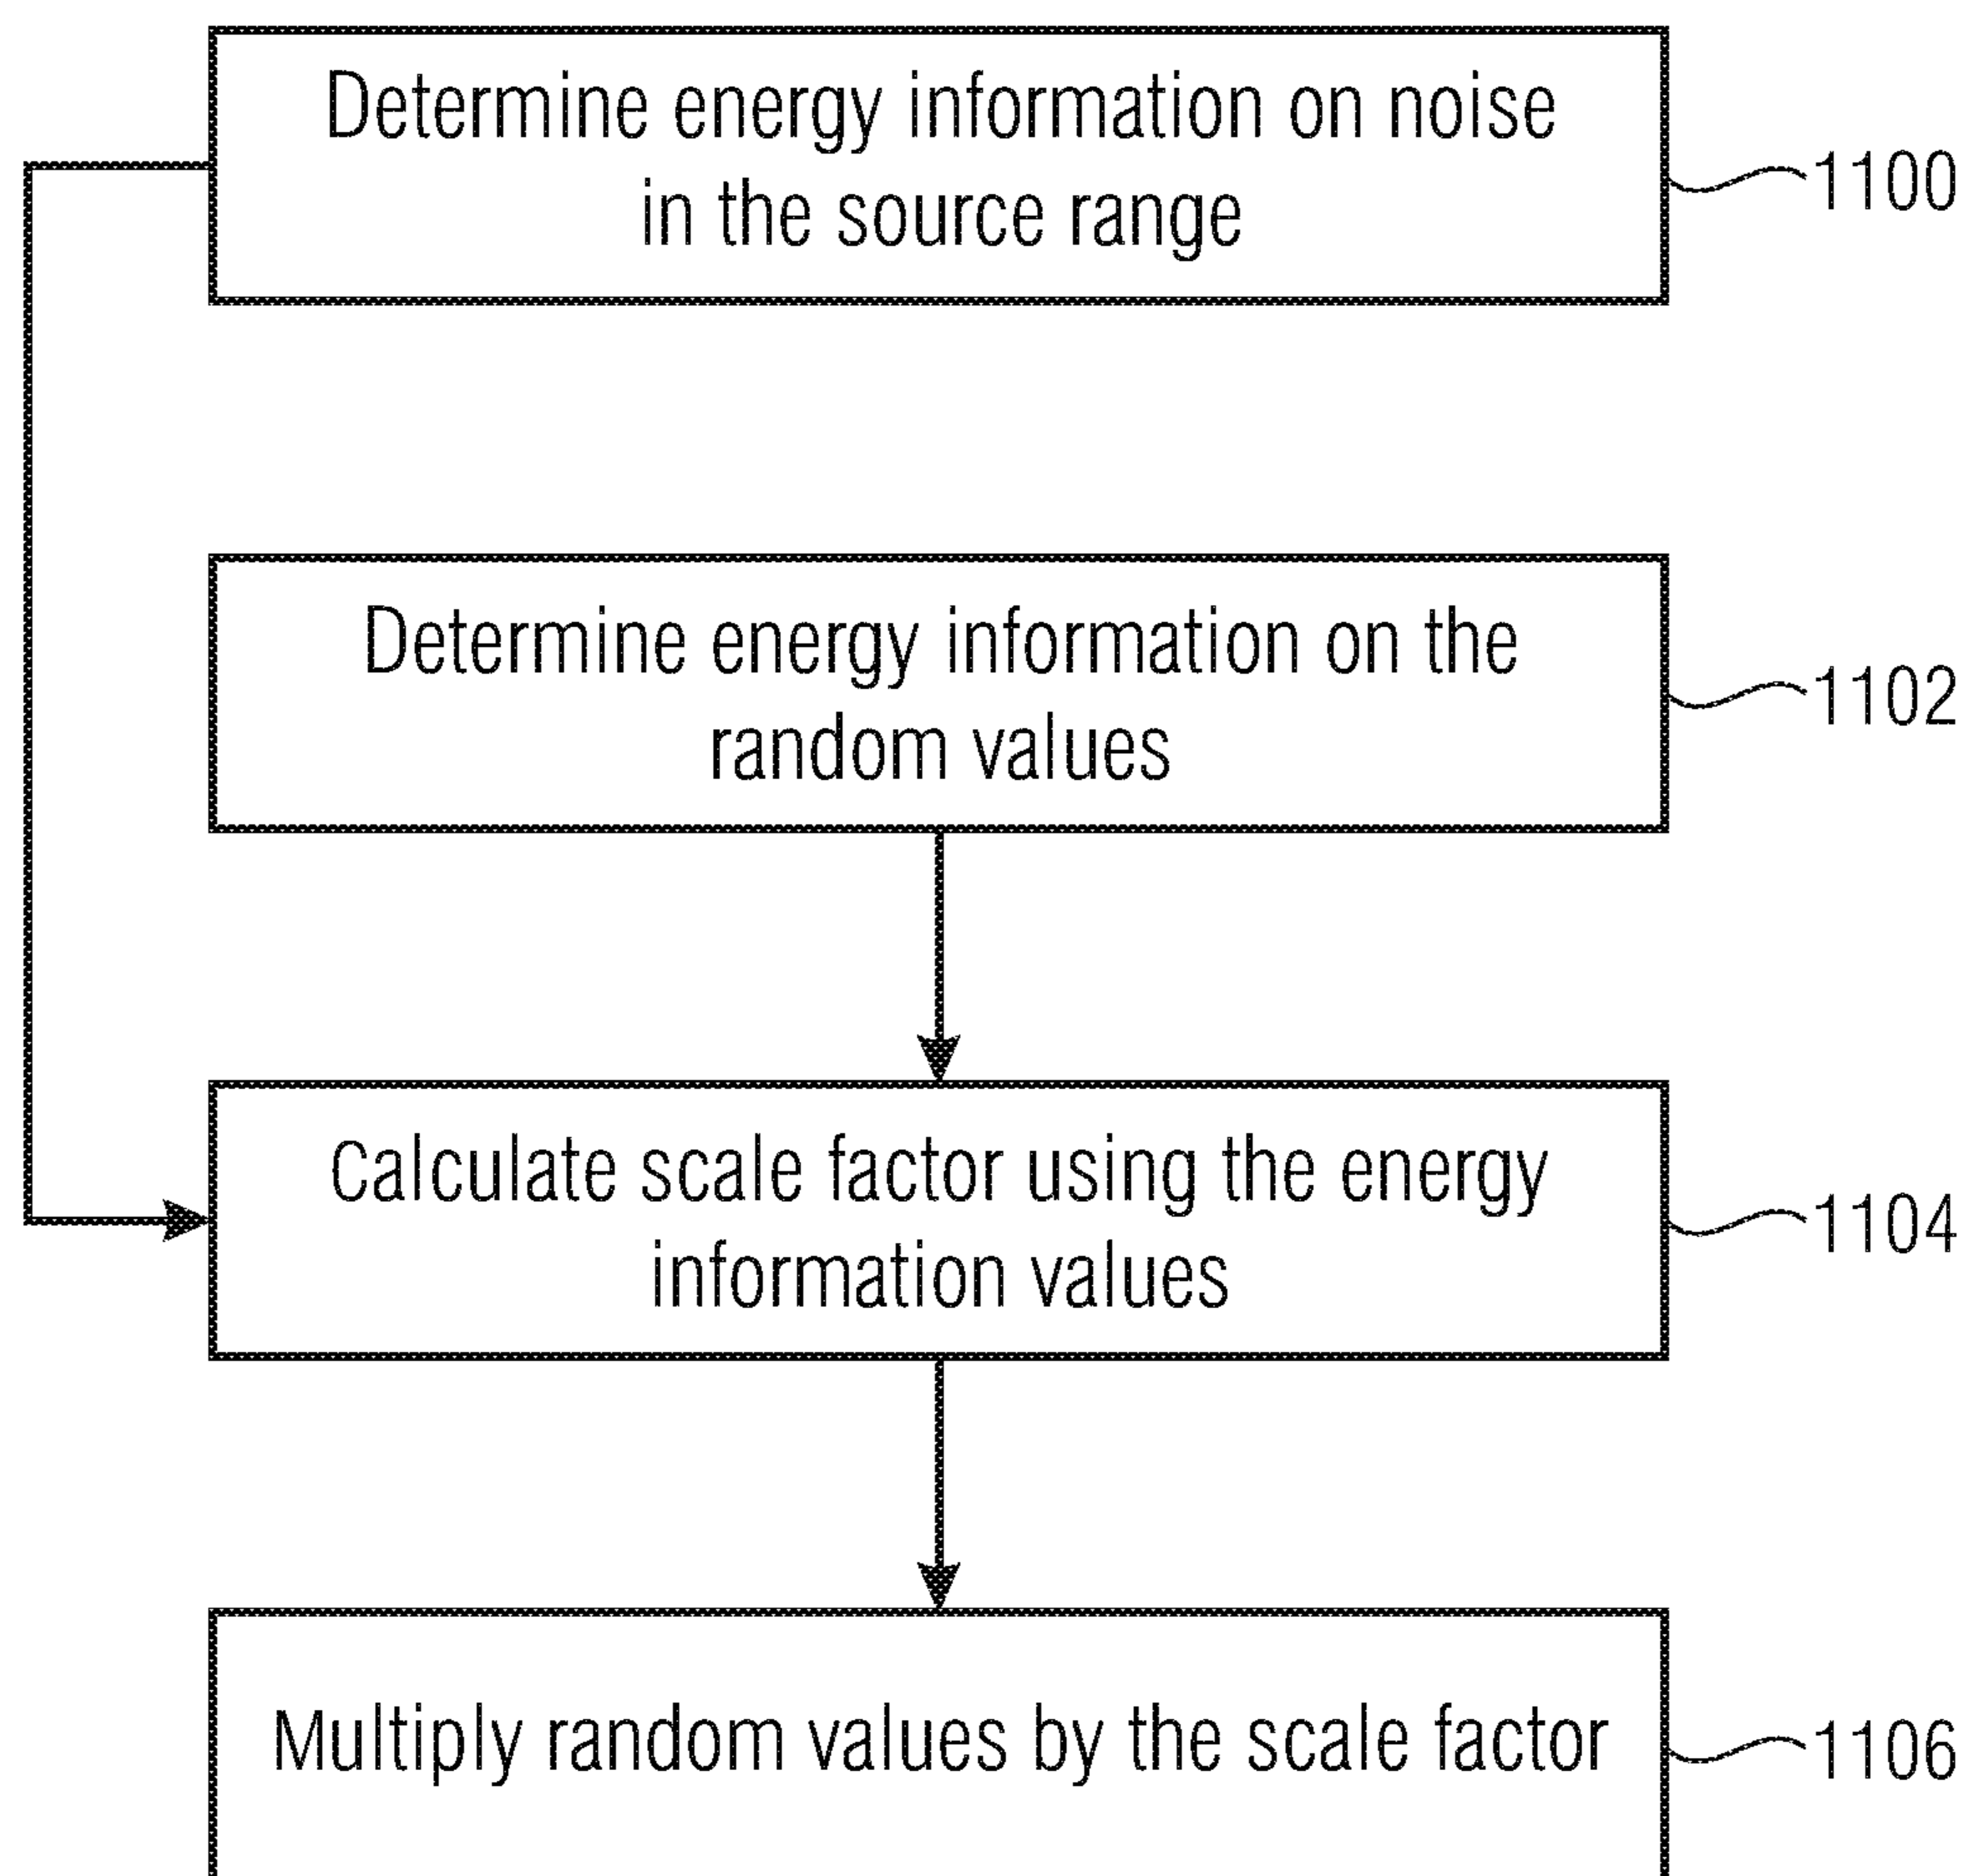 Determine energy information on noise
in the source range
1100
Determine energy information on the
random values
1102
Calculate scale factor using the energy
information values
1104
Multiply random values by the scale factor
1106